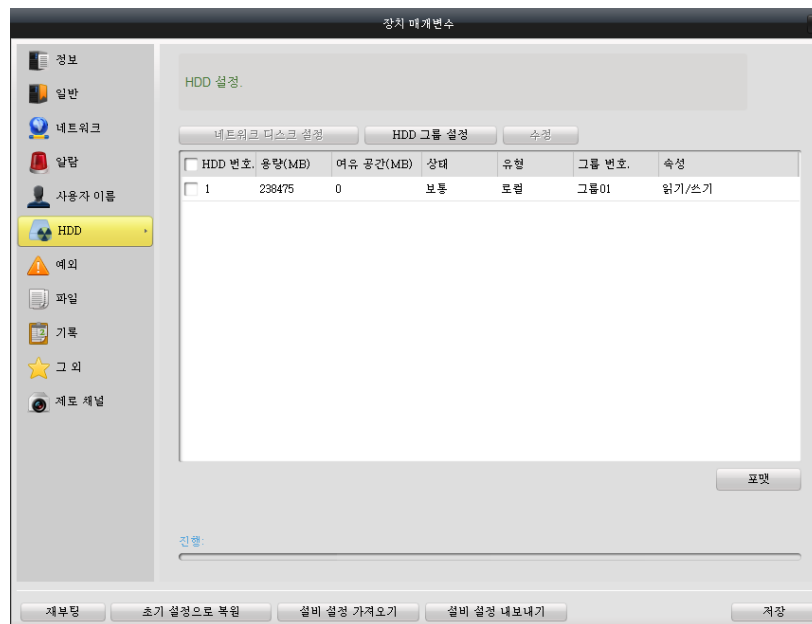 장치 매개변수
정보
일반
네트워크
알람
사용자 이름
HDD
예외
파일
기록
그 외
제로 채널
HDD 설정.
네트워크 디스크 설정 HDD 그룹 설정 수정
HDD 번호. 용량(MB) 여유 공간(MB) 상태 유형 그룹 번호. 속성
1 238475 0 보통 로컬 그룹01 읽기/쓰기
포맷
진행:
재부팅 초기 설정으로 복원 설비 설정 가져오기 설비 설정 내보내기 저장